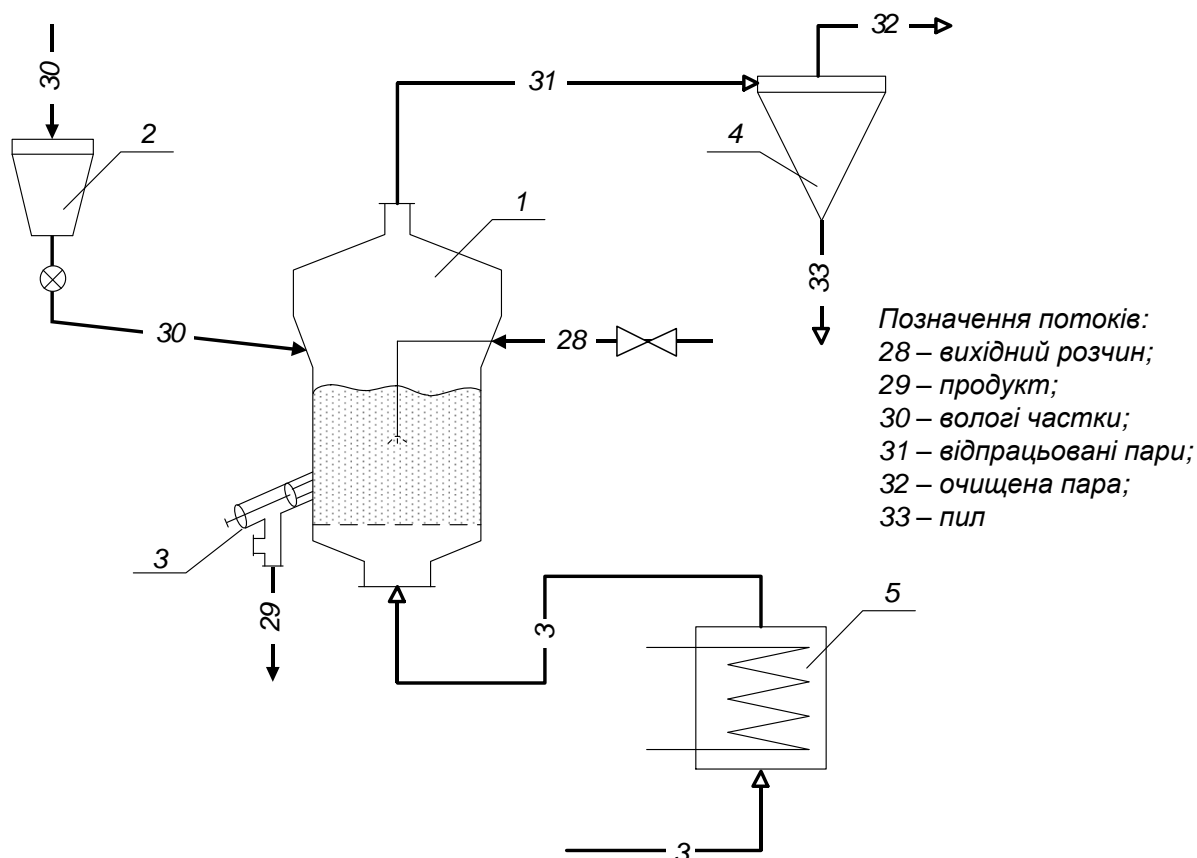 32
31
30
2
4
1
33
30
28
Позначення потоків:
28 – вихідний розчин;
29 – продукт;
30 – вологі частки;
31 – відпрацьовані пари;
32 – очищена пара;
33 – пил
3
29
3
5
3